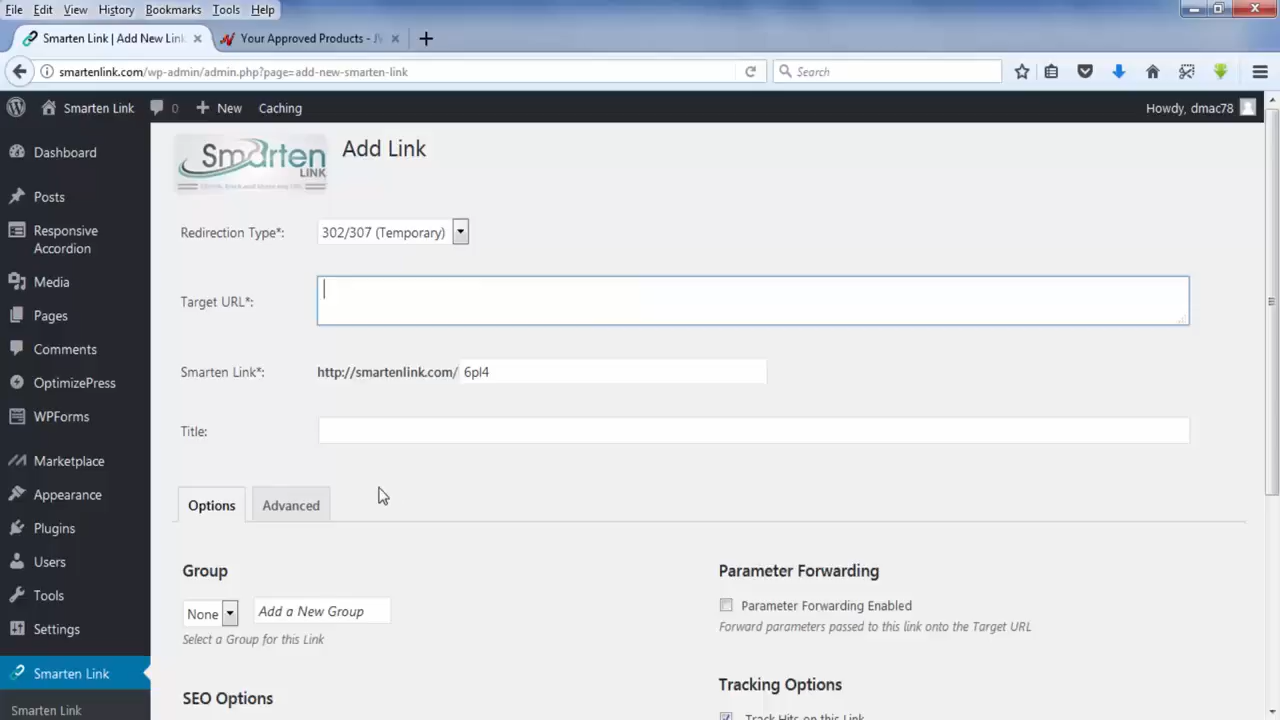 File Edit View History Bookmarks Tools Help
Smarten Link | Add New Link × Your Approved Products - × +
smartenlink.com/wp-admin/admin.php?page=add-new-smarten-link Search
Smarten Link 0 + New Caching Howdy, dmac78
Dashboard
Posts
Responsive
Accordion
Media
Pages
Comments
OptimizePress
WPForms
Marketplace
Appearance
Plugins
Users
Tools
Settings
Smarten Link
Smarten Link
Smarten
LINK
Add Link
Redirection Type*: 302/307 (Temporary)
Target URL*:
Smarten Link*: http://smartenlink.com/ 6pl4
Title:
Options Advanced
Group
None Add a New Group
Select a Group for this Link
SEO Options
Parameter Forwarding
Parameter Forwarding Enabled
Forward parameters passed to this link onto the Target URL
Tracking Options
Track Hits on this Link